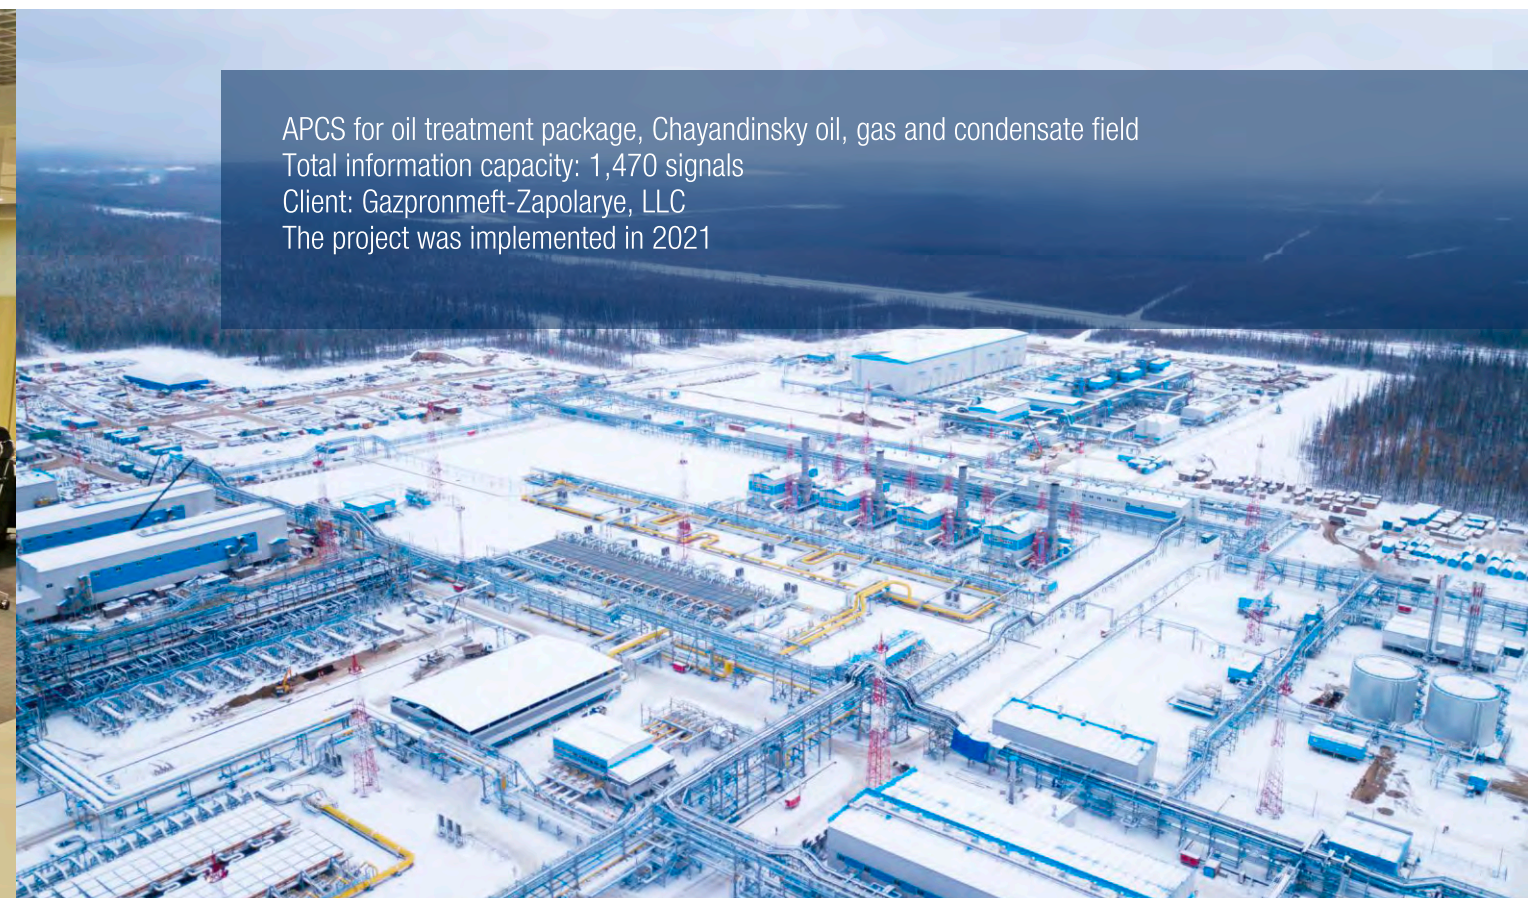 APCS for oil treatment package, Chayandinsky oil, gas and condensate field
Total information capacity: 1,470 signals
Client: Gazpronmeft-Zapolarye, LLC
The project was implemented in 2021